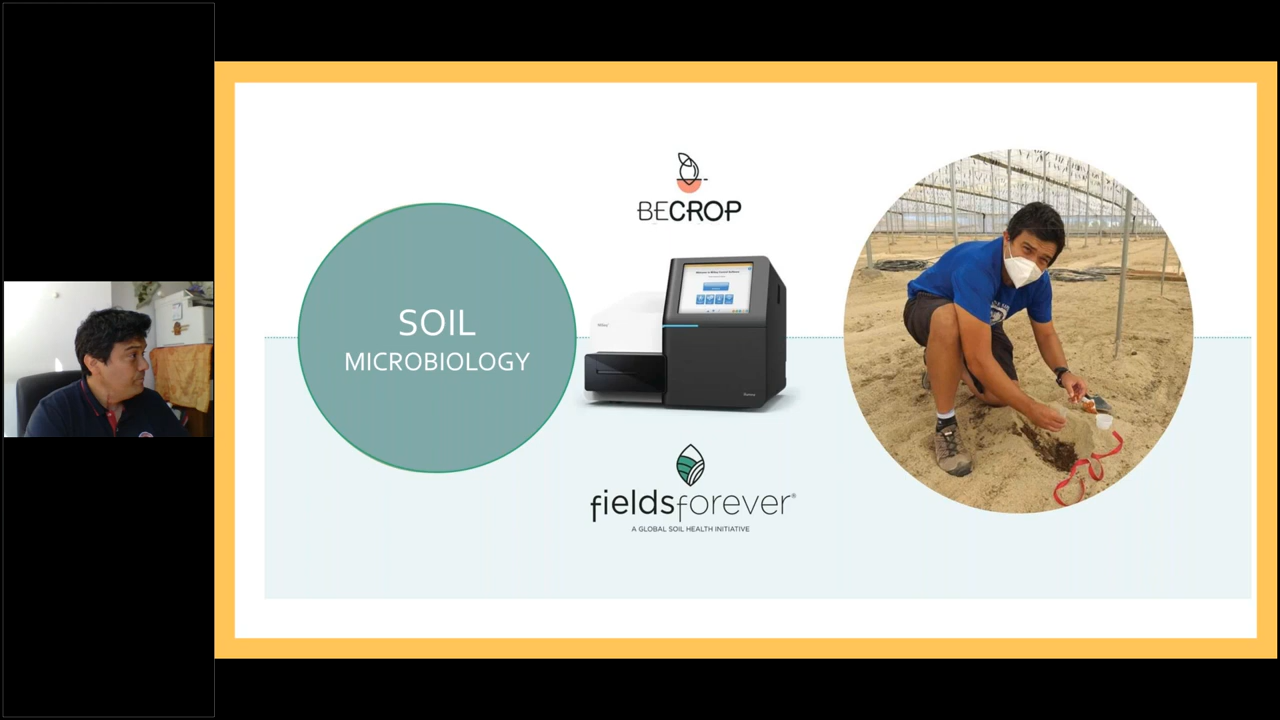 SOIL
MICROBIOLOGY
BECROP
fieldsforever®
A GLOBAL SOIL HEALTH INITIATIVE